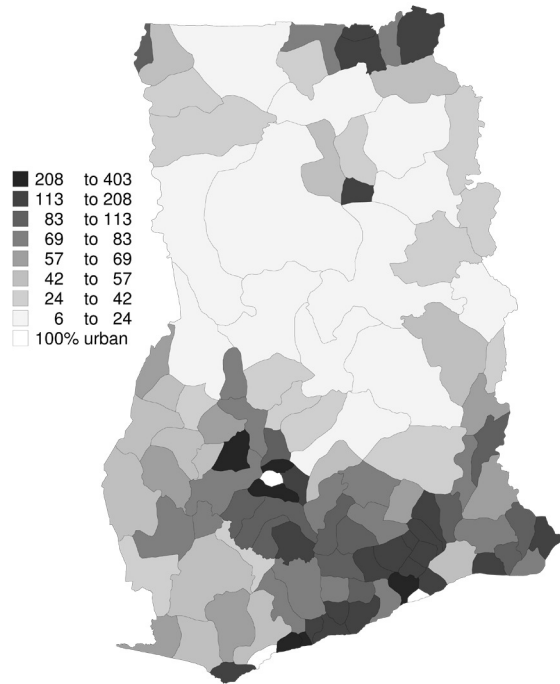 208 to 403
113 to 208
83 to 113
69 to 83
57 to 69
42 to 57
24 to 42
6 to 24
100% urban